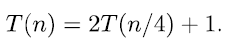 T(n) = 2T(n/4) + 1.